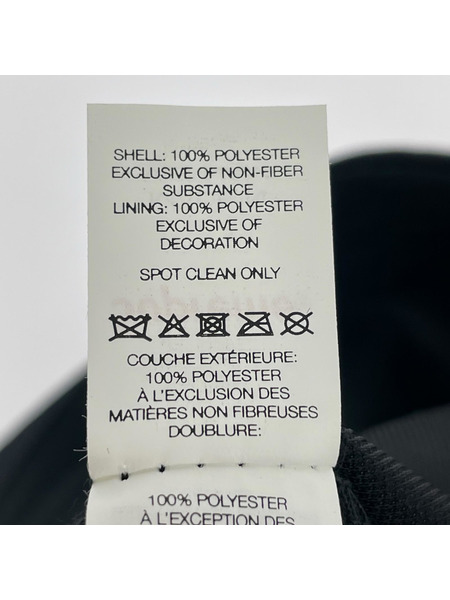 SHELL: 100% POLYESTER
EXCLUSIVE OF NON-FIBER
SUBSTANCE
LINING: 100% POLYESTER
EXCLUSIVE OF
DECORATION
SPOT CLEAN ONLY
COUCHE EXTÉRIEURE:
100% POLYESTER
À L'EXCLUSION DES
MATIÈRES NON FIBREUSES
DOUBLURE:
100% POLYESTER
À L'EXCEPTION DES